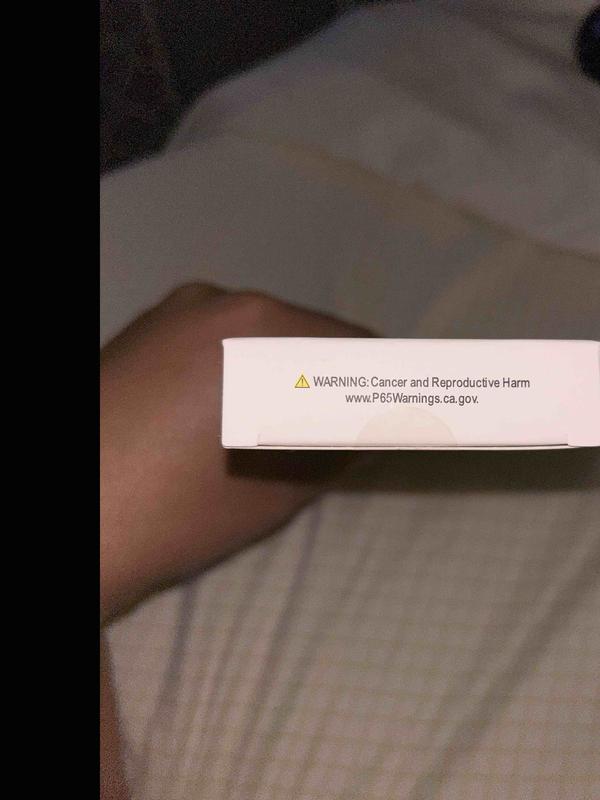 ⚠ WARNING: Cancer and Reproductive Harm
www.P65Warnings.ca.gov.